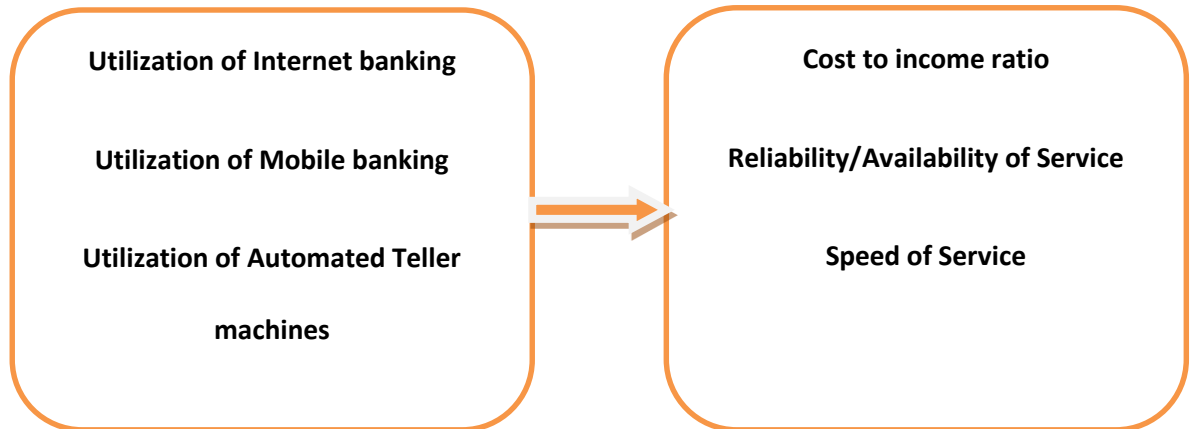 Utilization of Internet banking
Utilization of Mobile banking
Utilization of Automated Teller
machines
Cost to income ratio
Reliability/Availability of Service
Speed of Service